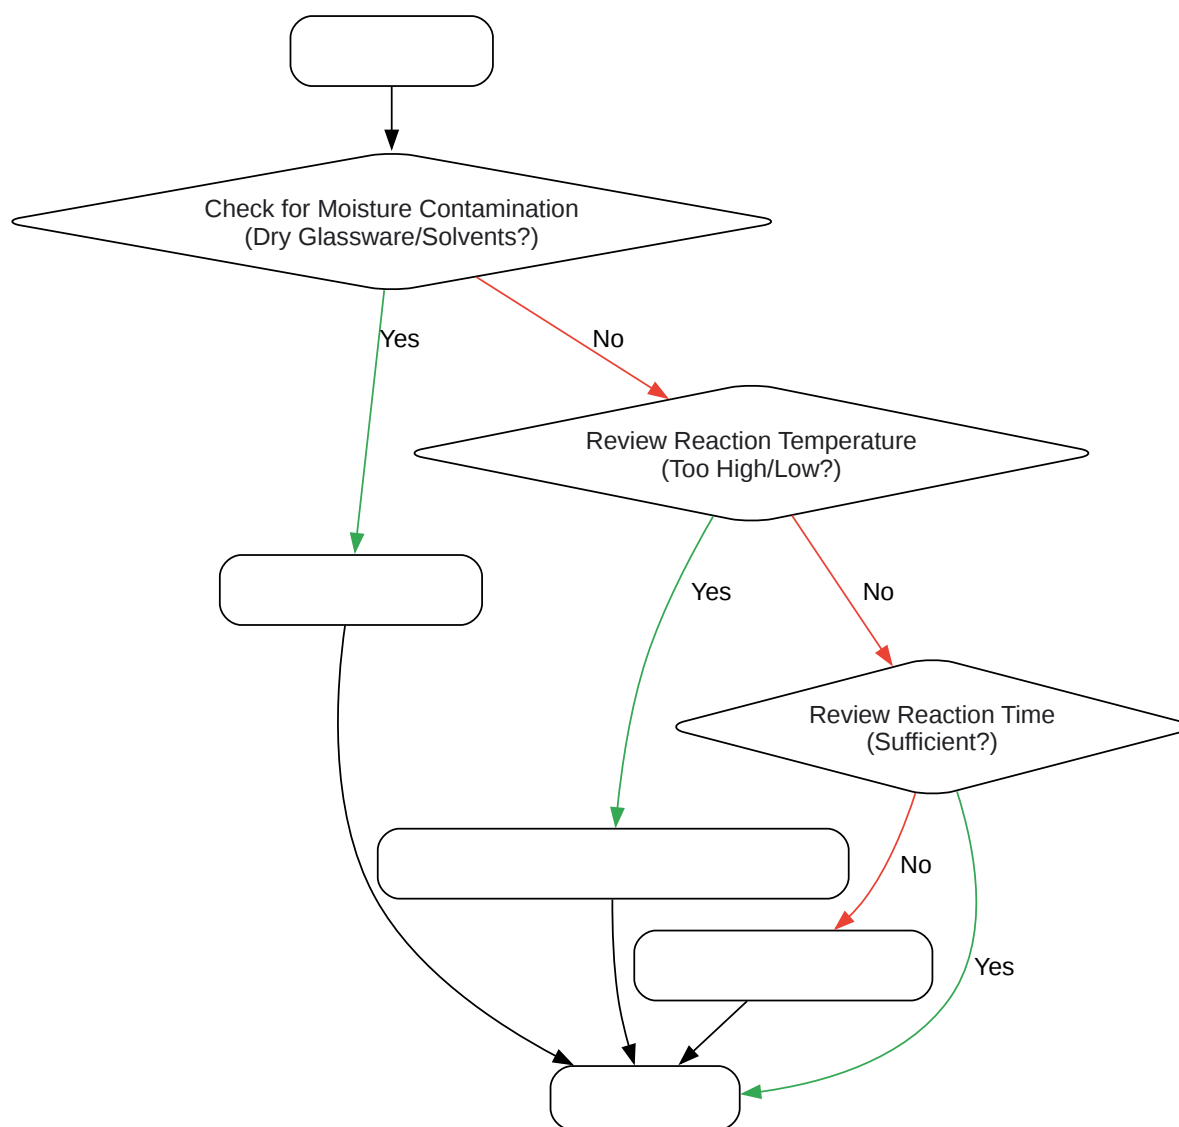 Check for Moisture Contamination
(Dry Glassware/Solvents?)
Yes
No
Review Reaction Temperature
(Too High/Low?)
Yes
No
Review Reaction Time
(Sufficient?)
No
Yes